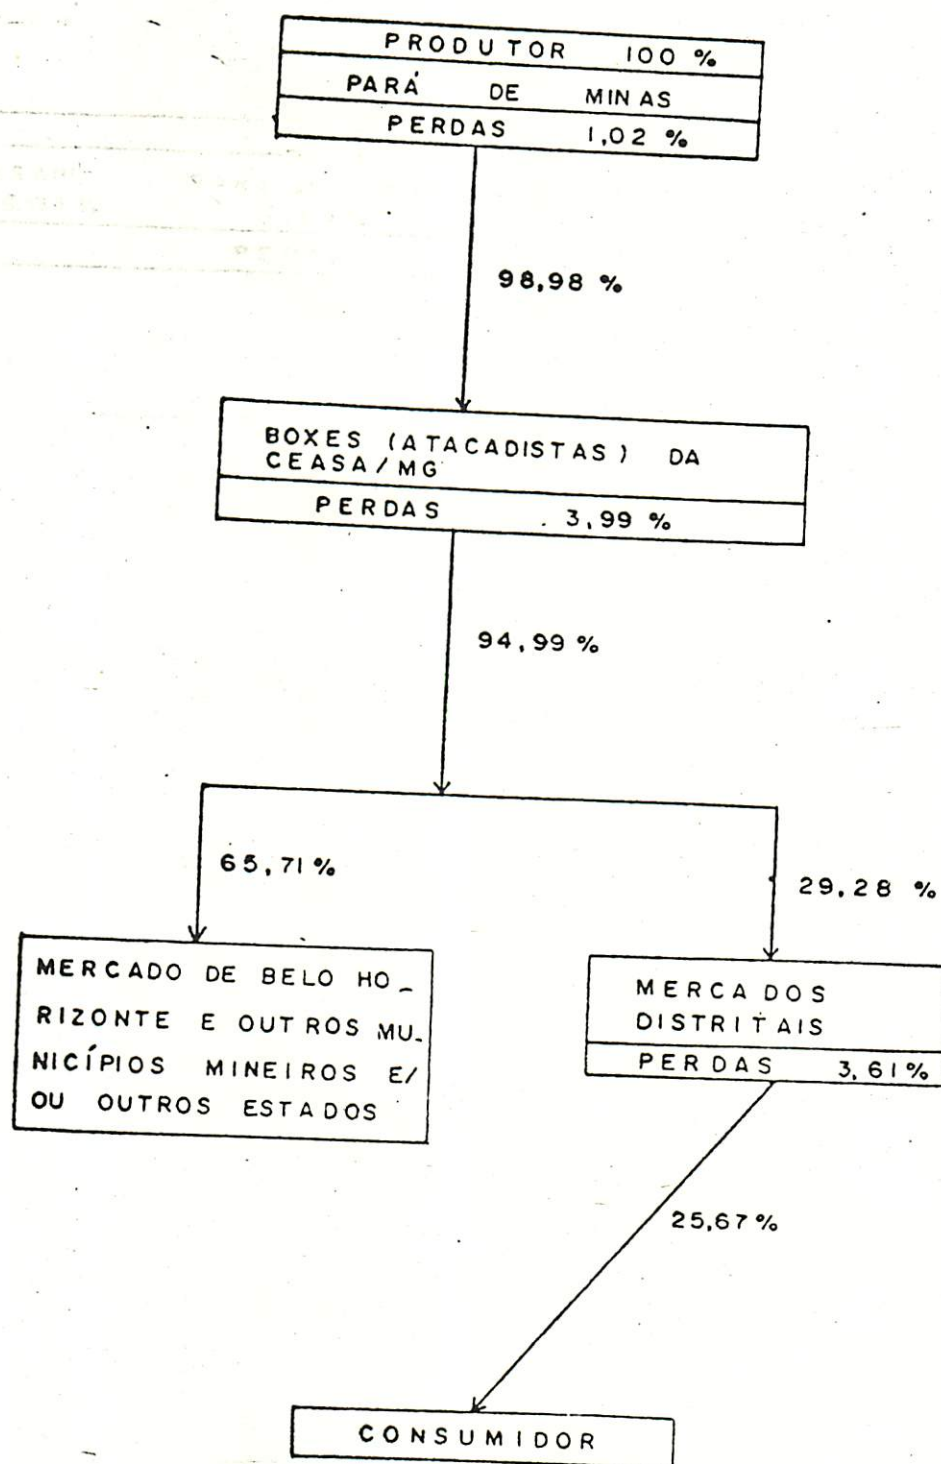 PRODUTOR 100 %
PARÁ DE MINAS
PERDAS 1,02 %
98,98 %
BOXES (ATACADISTAS) DA
CEASA/MG
PERDAS 3,99 %
94,99 %
65,71 %
29,28 %
MERCADO DE BELO HO_
RIZONTE E OUTROS MU_
NICÍPIOS MINEIROS E/
OU OUTROS ESTADOS
MERCADOS
DISTRITAIS
PERDAS 3,61%
25,67%
CONSUMIDOR